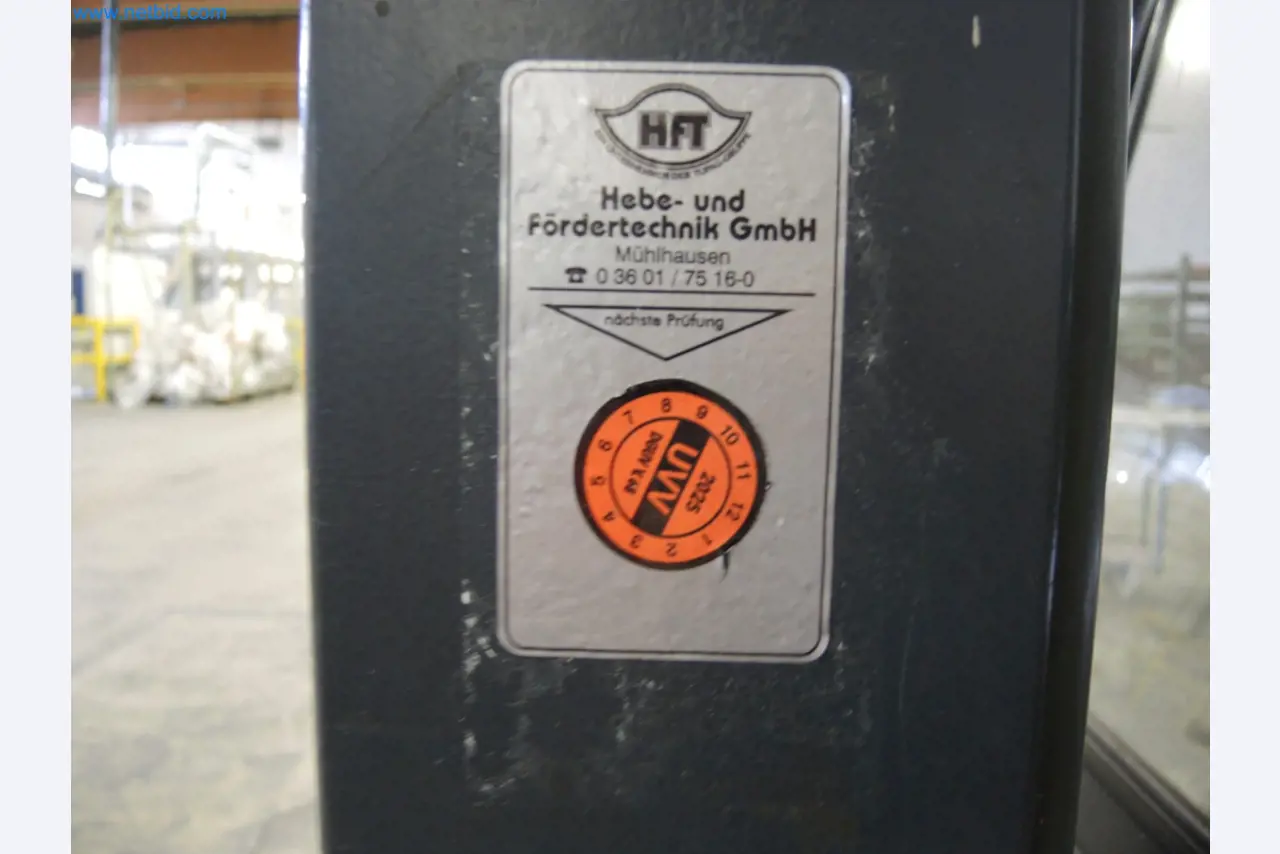 www.netbid.com
HFT
Hebe- und
Fördertechnik GmbH
Mühlhausen
☎ 0 36 01 / 75 16-0
nächste Prüfung
1 2 3 4 5 6 7 8 9 10 11 12
2025
UVV